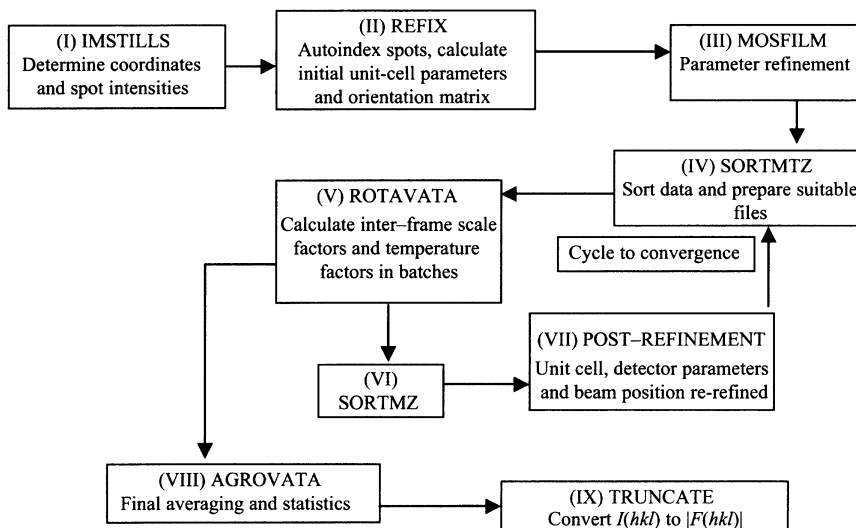 (I) IMSTILLS
Determine coordinates
and spot intensities
(II) REFIX
Autoindex spots, calculate
initial unit-cell parameters
and orientation matrix
(III) MOSFILM
Parameter refinement
(IV) SORTMTZ
Sort data and prepare suitable
files
(V) ROTAVATA
Calculate inter–frame scale
factors and temperature
factors in batches
Cycle to convergence
(VI)
SORTMZ
(VII) POST–REFINEMENT
Unit cell, detector parameters
and beam position re-refined
(VIII) AGROVATA
Final averaging and statistics
(IX) TRUNCATE
Convert I(hkl) to |F(hkl)|